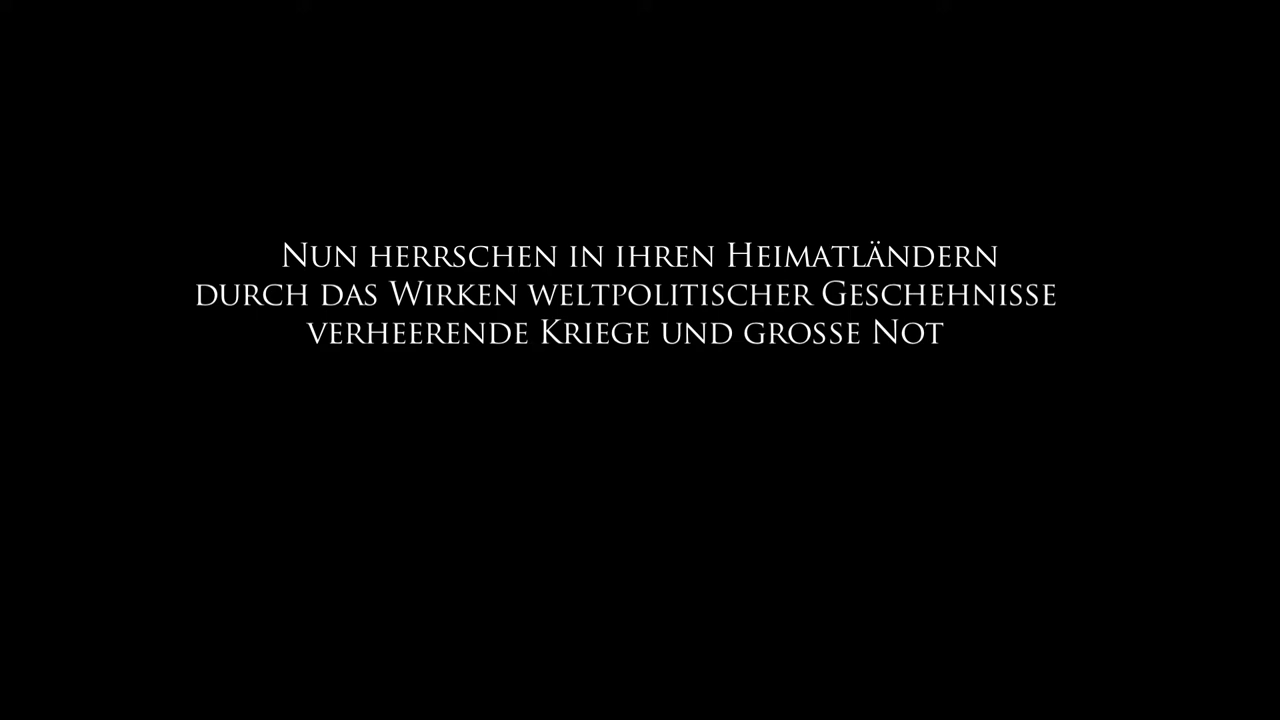 Nun herrschen in ihren Heimatländern
durch das Wirken weltpolitischer Geschehnisse
verheerende Kriege und grosse Not